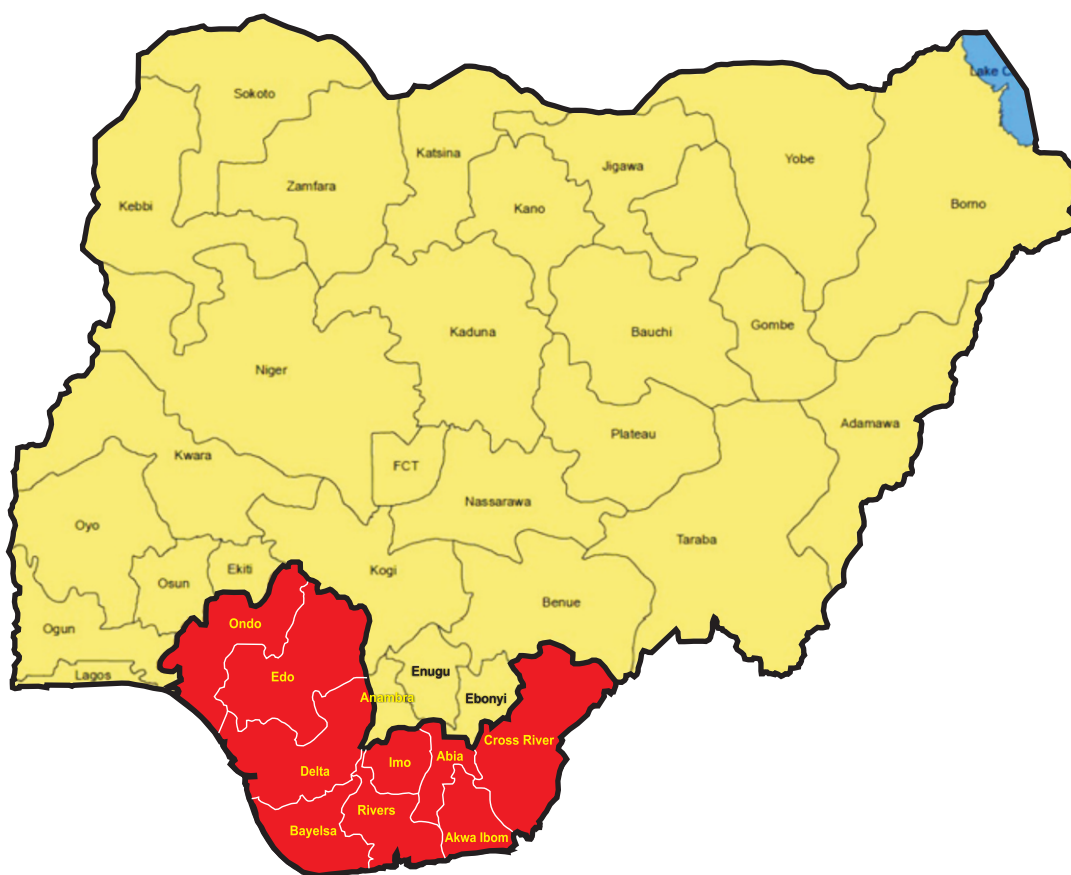 Lake C
Sokoto
Katsina
Jigawa
Yobe
Zamfara
Kebbi
Kano
Borno
Kaduna
Bauchi
Gombe
Niger
Adamawa
Plateau
Kwara
FCT
Nassarawa
Oyo
Taraba
Ekiti
Kogi
Osun
Benue
Ondo
Ogun
Enugu
Lagos
Edo
Anambra
Ebonyi
Cross River
Abia
Imo
Delta
Rivers
Bayelsa
Akwa Ibom